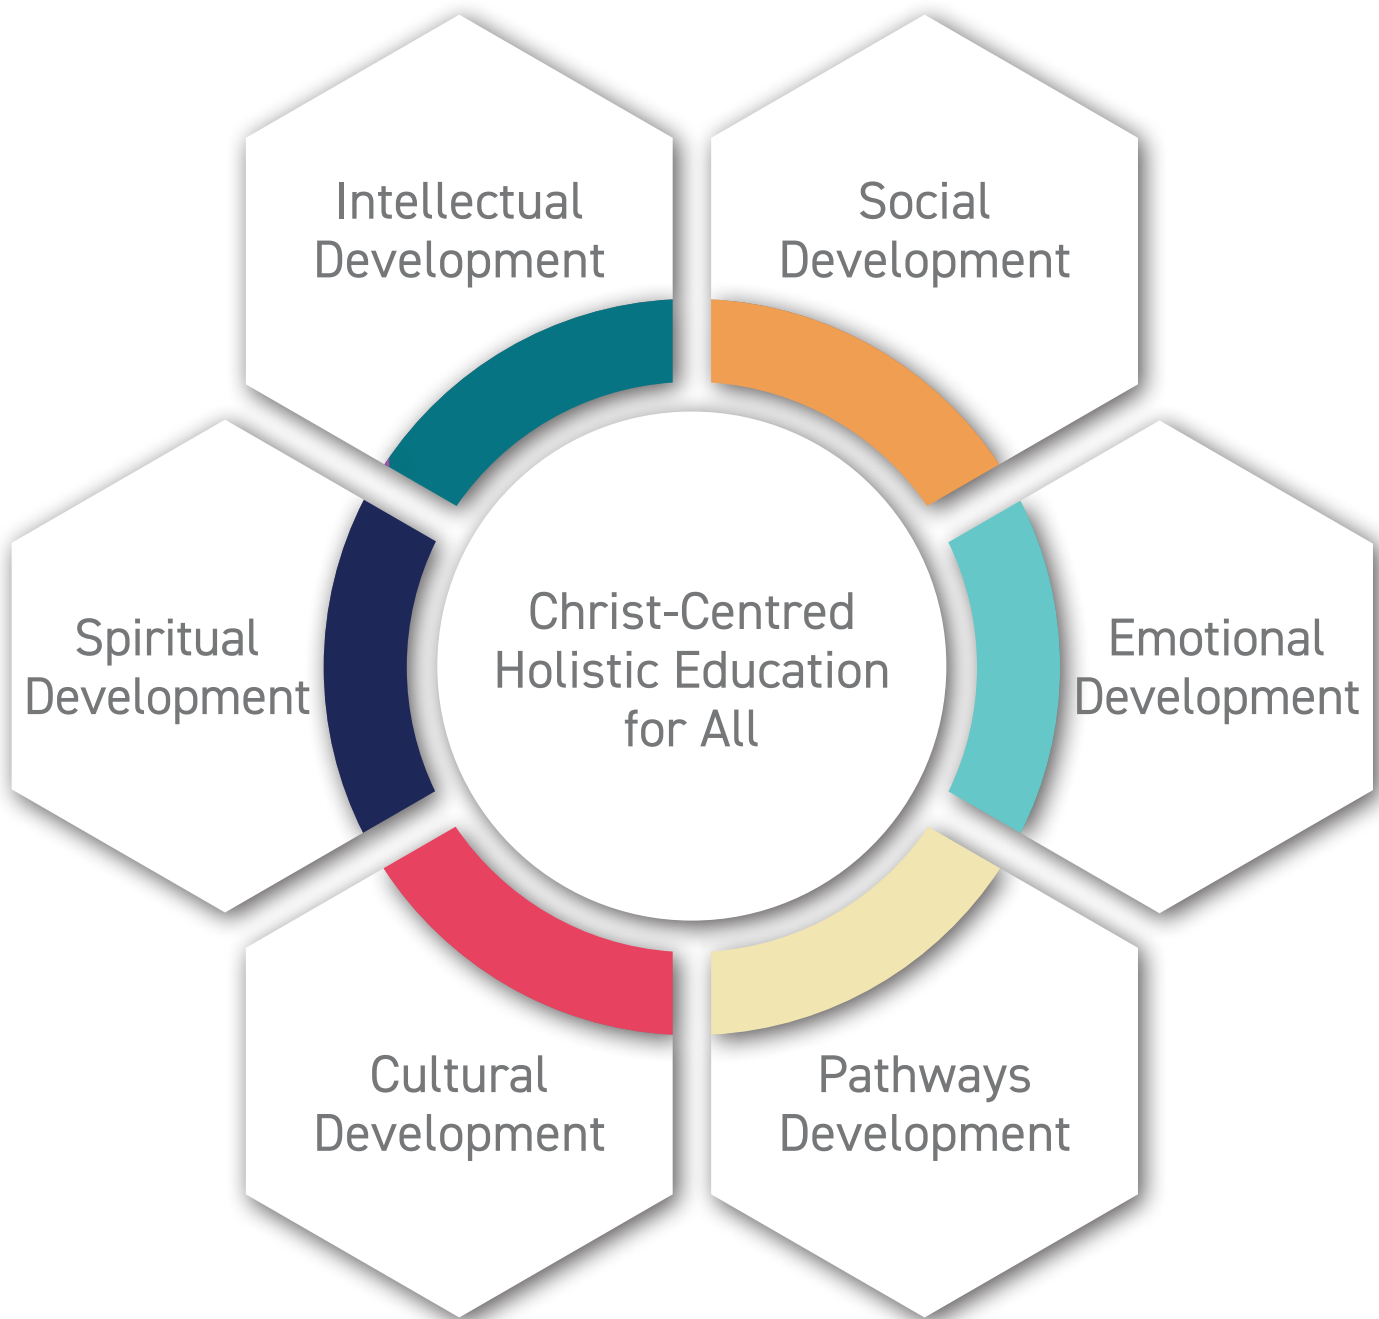 Intellectual
Development
Social
Development
Spiritual
Development
Christ-Centred
Holistic Education
for All
Emotional
Development
Cultural
Development
Pathways
Development